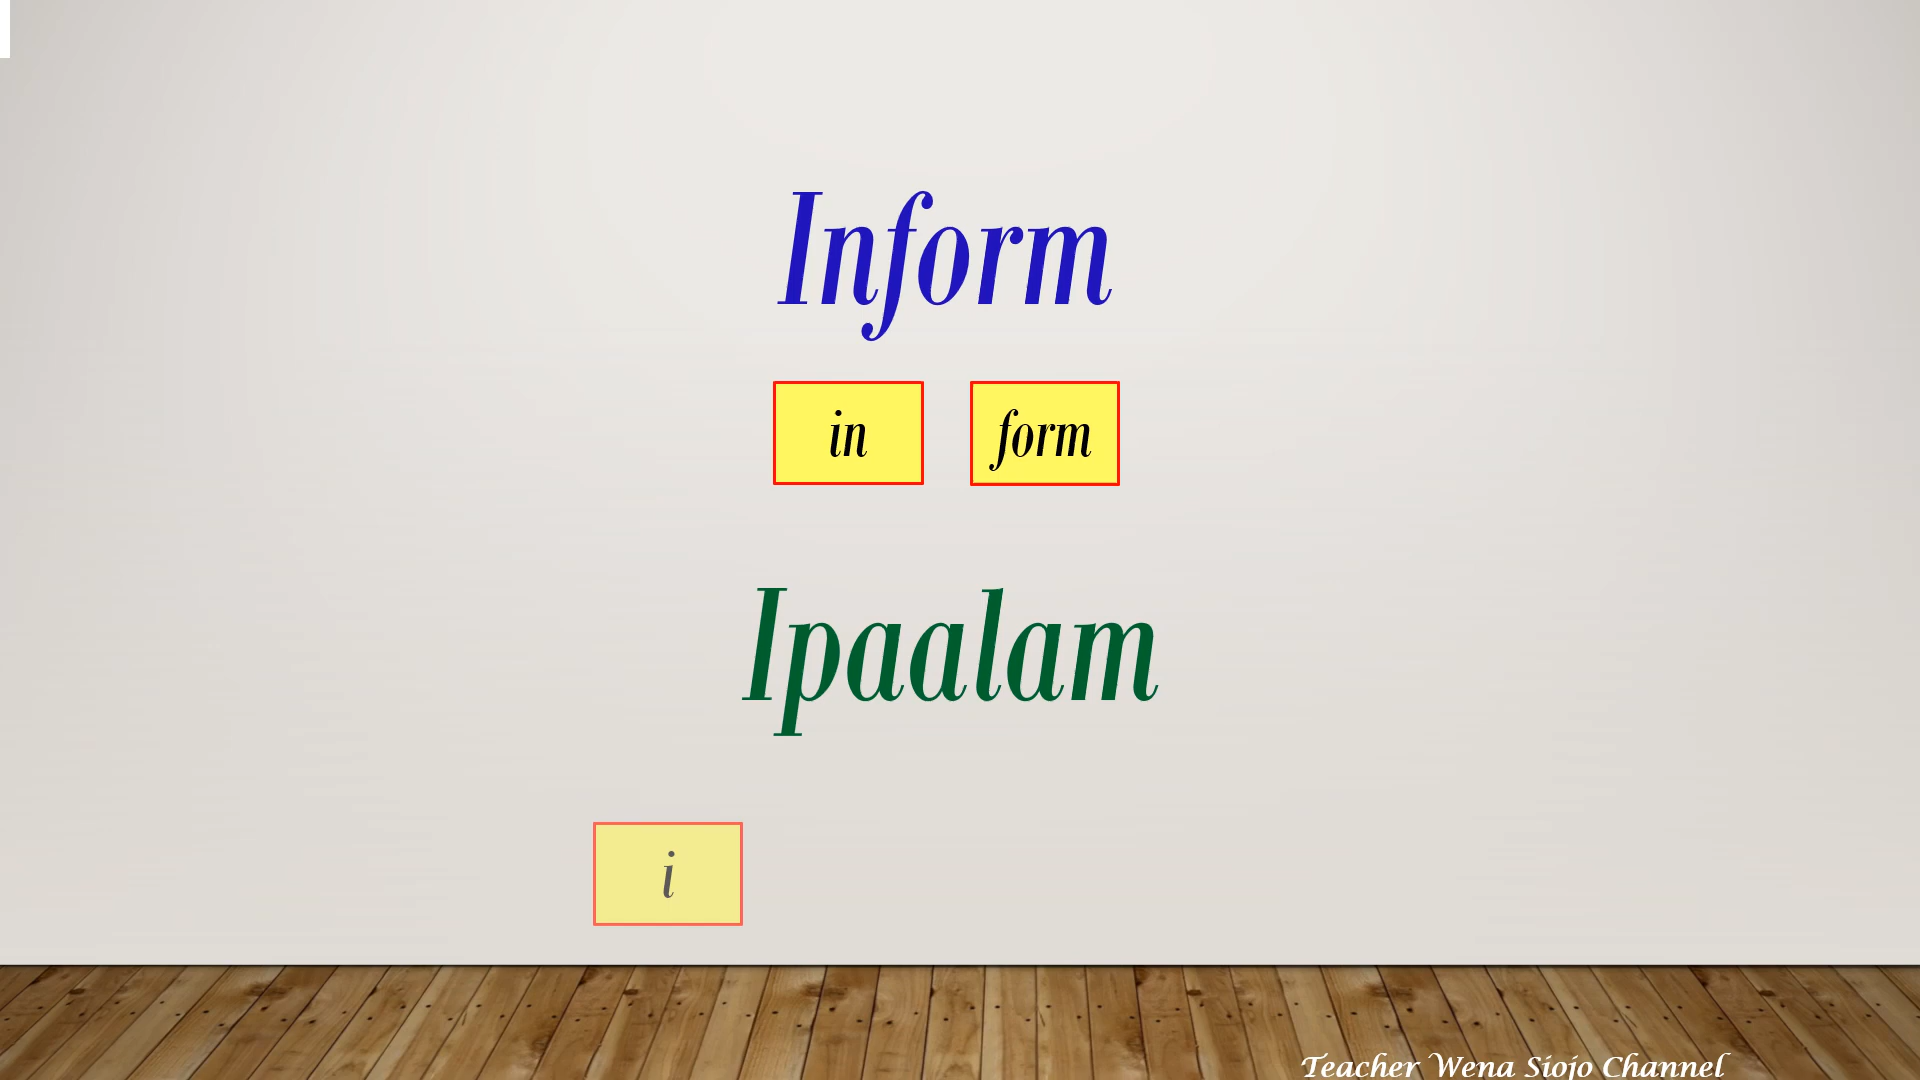 Inform
in form
Ipaalam
i
Teacher Wena Siojo Channel